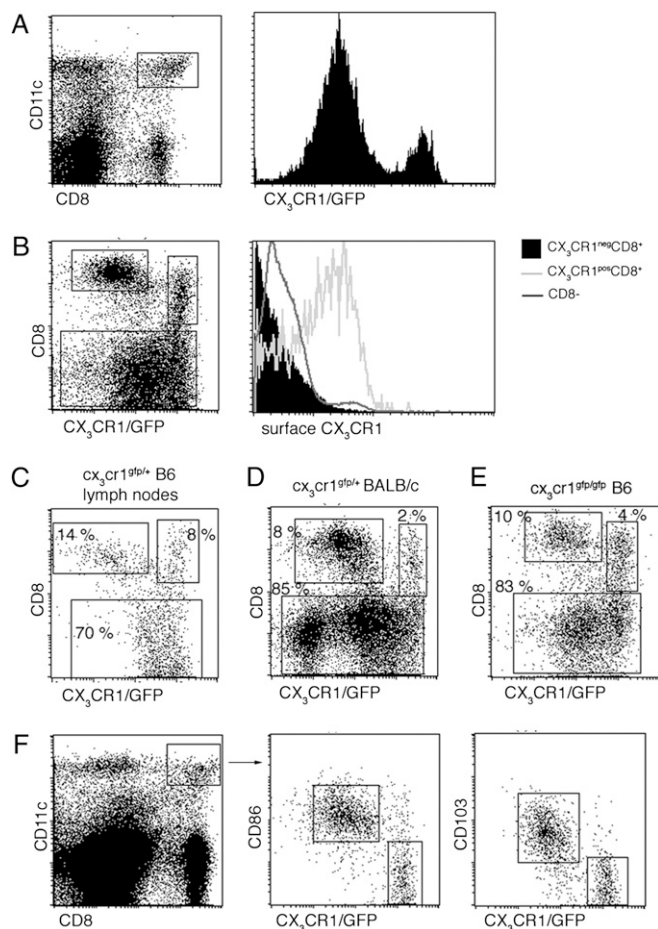 A
CD11c
CD8
CX₃CR1/GFP
B
CD8
CX₃CR1/GFP
surface CX₃CR1
CX₃CR1ⁿᵉᵍCD8⁺
CX₃CR1ᵖᵒˢCD8⁺
CD8-
C
cx₃cr1ᵍᶠᵖ/⁺ B6
lymph nodes
14 %
8 %
70 %
CD8
CX₃CR1/GFP
D
cx₃cr1ᵍᶠᵖ/⁺ BALB/c
8 %
2 %
85 %
CD8
CX₃CR1/GFP
E
cx₃cr1ᵍᶠᵖ/ᵍᶠᵖ B6
10 %
4 %
83 %
CD8
CX₃CR1/GFP
F
CD11c
CD8
CD86
CX₃CR1/GFP
CD103
CX₃CR1/GFP